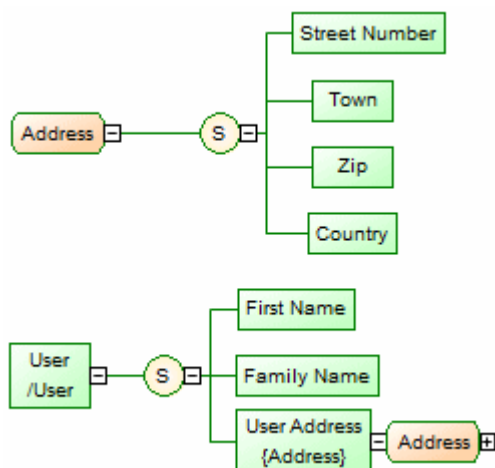 Street Number
Town
Address
S
Zip
Country
First Name
User
/User
S
Family Name
User Address
{Address}
Address